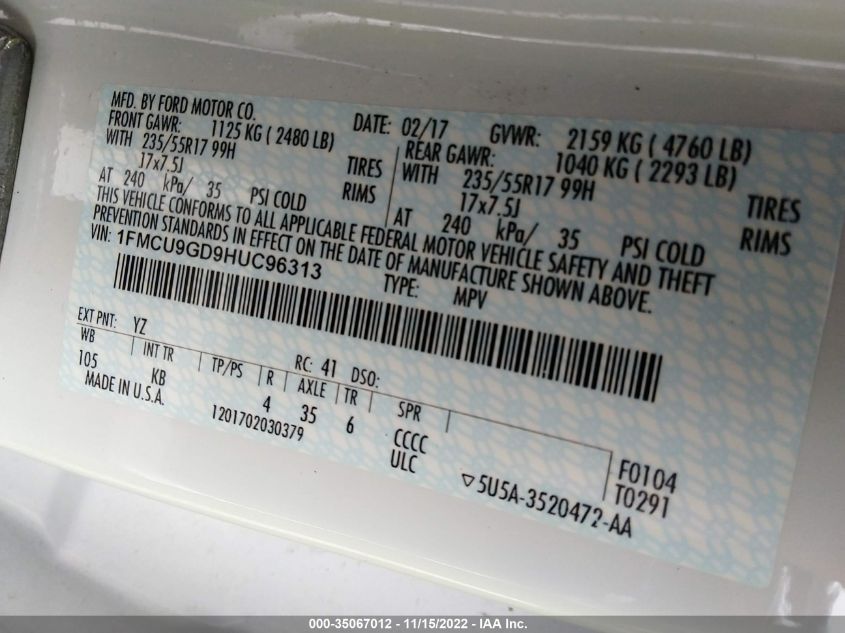 MFD. BY FORD MOTOR CO. DATE: 02/17 GVWR: 2159 KG ( 4760 LB)
FRONT GAWR: 1125 KG ( 2480 LB) REAR GAWR: 1040 KG ( 2293 LB)
WITH 235/55R17 99H TIRES WITH 235/55R17 99H TIRES
17x7.5J RIMS 17x7.5J RIMS
AT 240 kPa/ 35 PSI COLD AT 240 kPa/ 35 PSI COLD
THIS VEHICLE CONFORMS TO ALL APPLICABLE FEDERAL MOTOR VEHICLE SAFETY AND THEFT
PREVENTION STANDARDS IN EFFECT ON THE DATE OF MANUFACTURE SHOWN ABOVE.
VIN: 1FMCU9GD9HUC96313 TYPE: MPV
EXT PNT: YZ RC: 41 DSO:
WB INT TR TP/PS R AXLE TR SPR
105 KB 4 35 6 CCCC
MADE IN U.S.A. 1201702030379 ULC
F0104
T0291
▽5U5A-3520472-AA
000-35067012 - 11/15/2022 - IAA Inc.